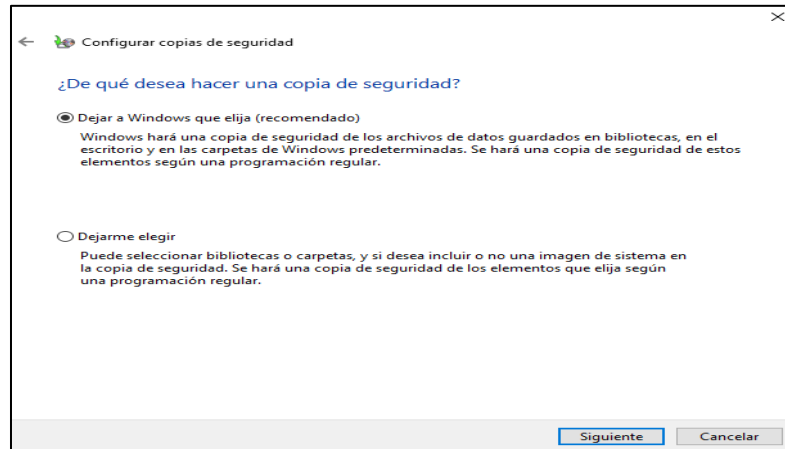 Configurar copias de seguridad
¿De qué desea hacer una copia de seguridad?
Dejar a Windows que elija (recomendado)
Windows hará una copia de seguridad de los archivos de datos guardados en bibliotecas, en el
escritorio y en las carpetas de Windows predeterminadas. Se hará una copia de seguridad de estos
elementos según una programación regular.
Dejarme elegir
Puede seleccionar bibliotecas o carpetas, y si desea incluir o no una imagen de sistema en
la copia de seguridad. Se hará una copia de seguridad de los elementos que elija según
una programación regular.
Siguiente Cancelar